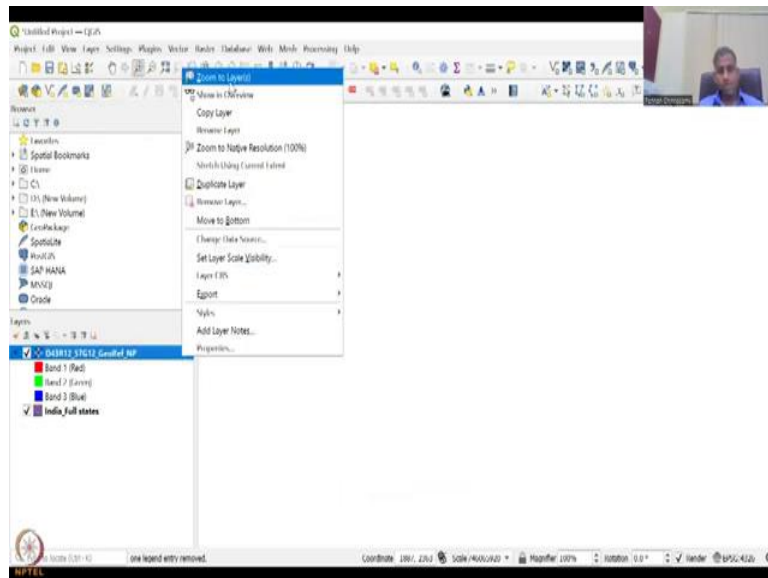 *Untitled Project — QGIS
Project Edit View Layer Settings Plugins Vector Raster Database Web Mesh Processing Help
Zoom to Layer(s)
Show in Overview
Copy Layer
Rename Layer
Zoom to Native Resolution (100%)
Stretch Using Current Extent
Duplicate Layer
Remove Layer...
Move to Bottom
Change Data Source...
Set Layer Scale Visibility...
Layer CRS
Export
Styles
Add Layer Notes...
Properties...
Browser
Favorites
Spatial Bookmarks
Home
C:\
D:\ (New Volume)
E:\ (New Volume)
GeoPackage
SpatiaLite
PostGIS
SAP HANA
MSSQL
Oracle
Layers
Band 1 (Red)
Band 2 (Green)
Band 3 (Blue)
India_Full states
one legend entry removed.
Coordinate
Scale
Magnifier 100%
Rotation 0.0°
Render
EPSG:4326
NPTEL